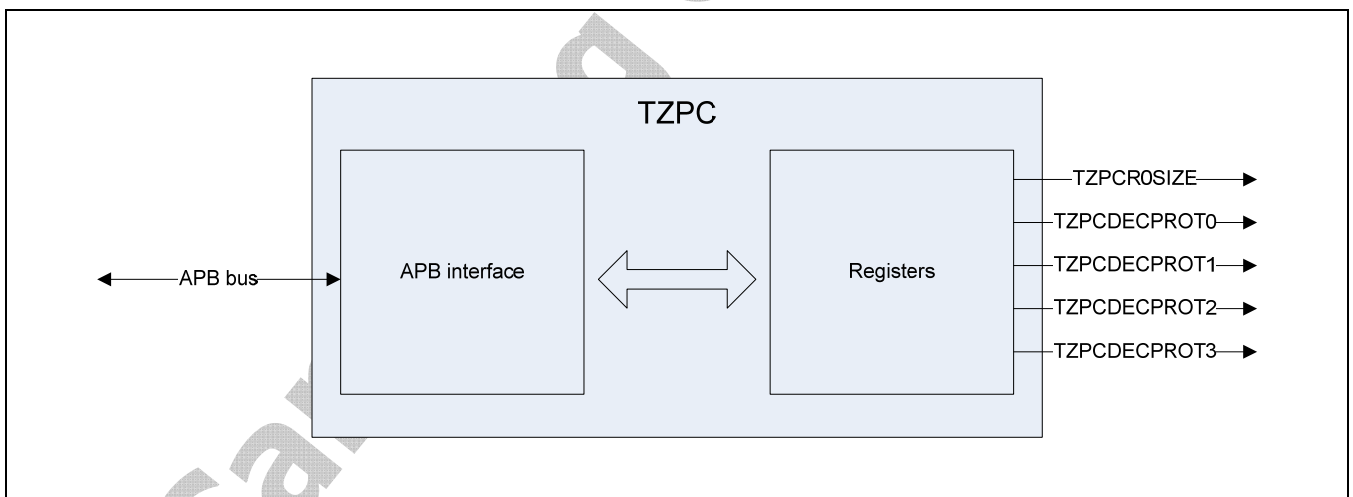 TZPC
APB bus
APB interface
Registers
TZPCR0SIZE
TZPCDECPROT0
TZPCDECPROT1
TZPCDECPROT2
TZPCDECPROT3